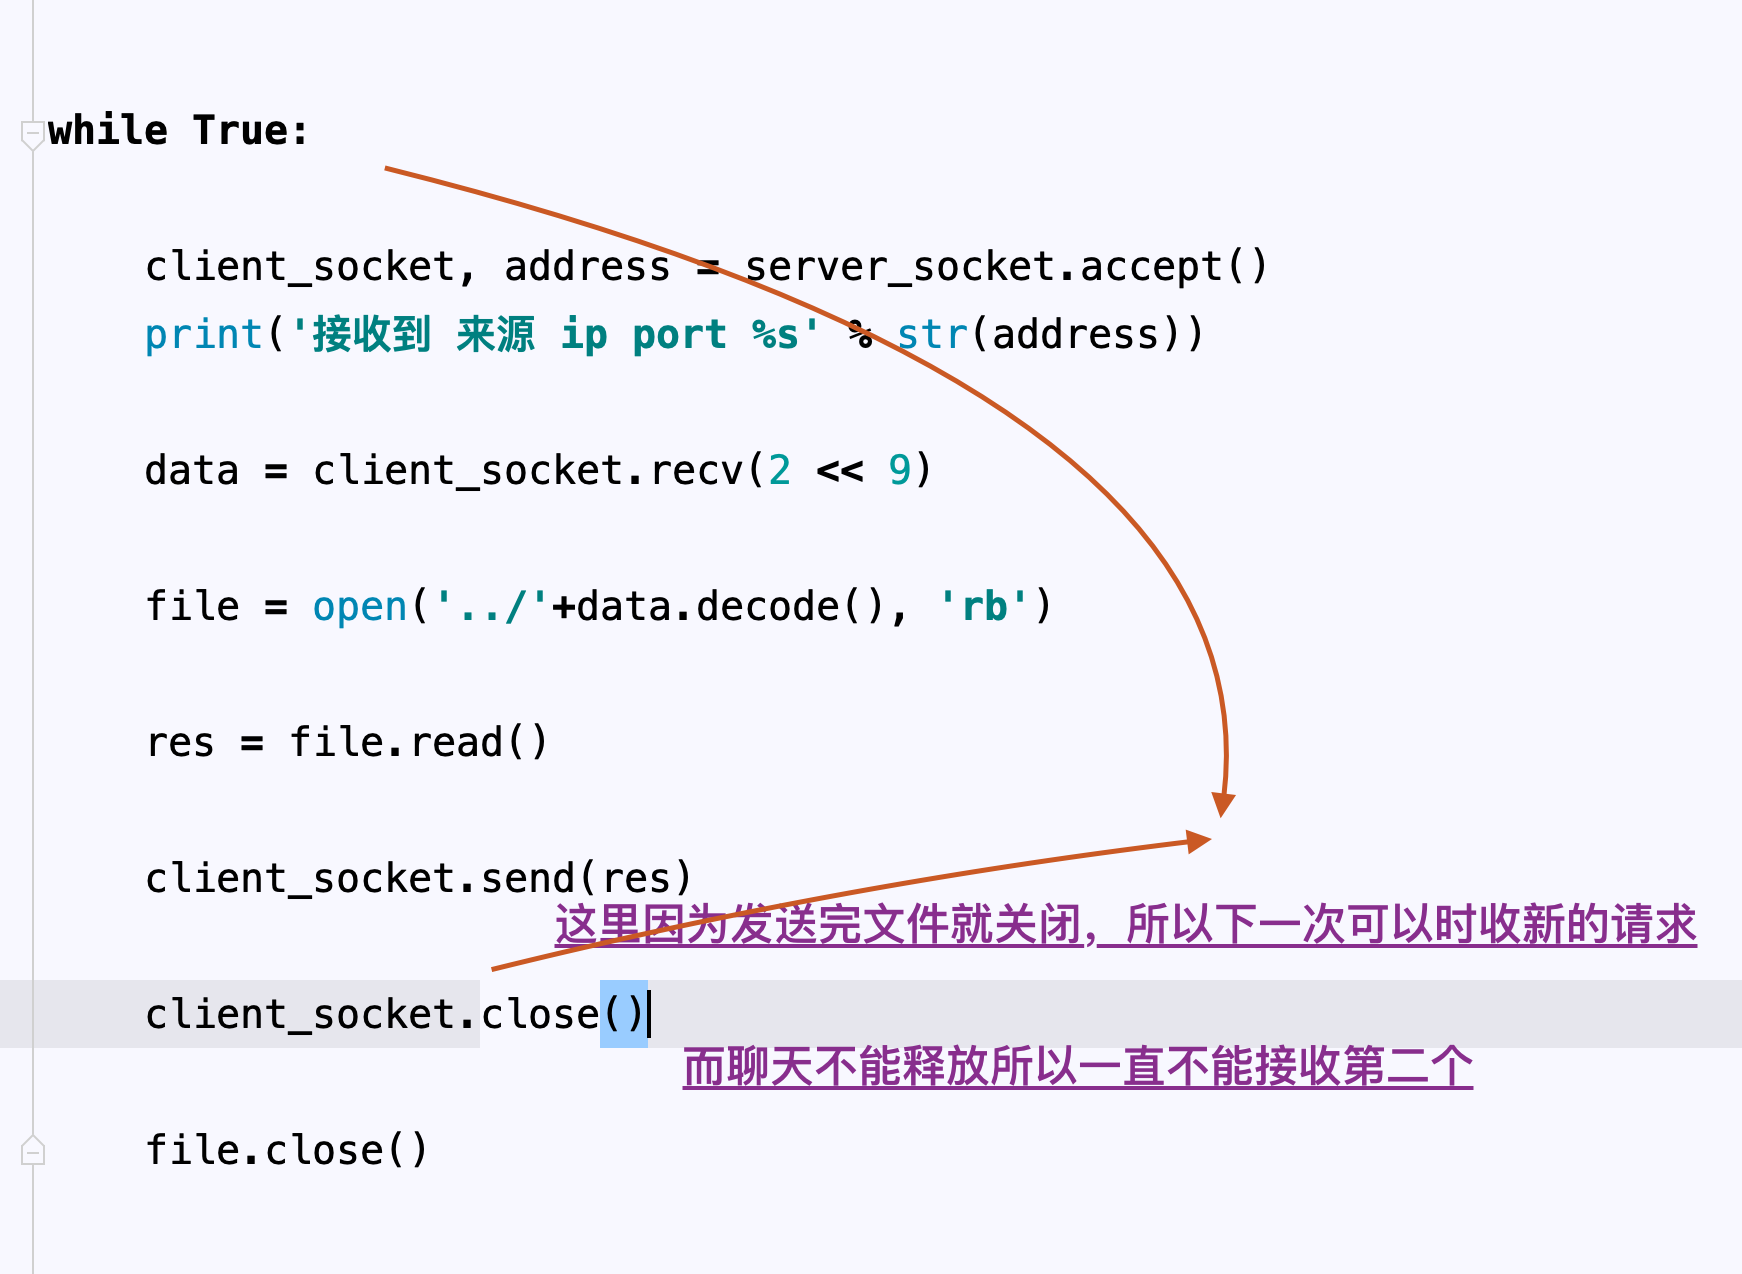 while True:
client_socket, address = server_socket.accept()
print('接收到 来源 ip port %s' % str(address))
data = client_socket.recv(2 << 9)
file = open('../'+data.decode(), 'rb')
res = file.read()
client_socket.send(res)
这里因为发送完文件就关闭，所以下一次可以时收新的请求
client_socket.close()
而聊天不能释放所以一直不能接收第二个
file.close()